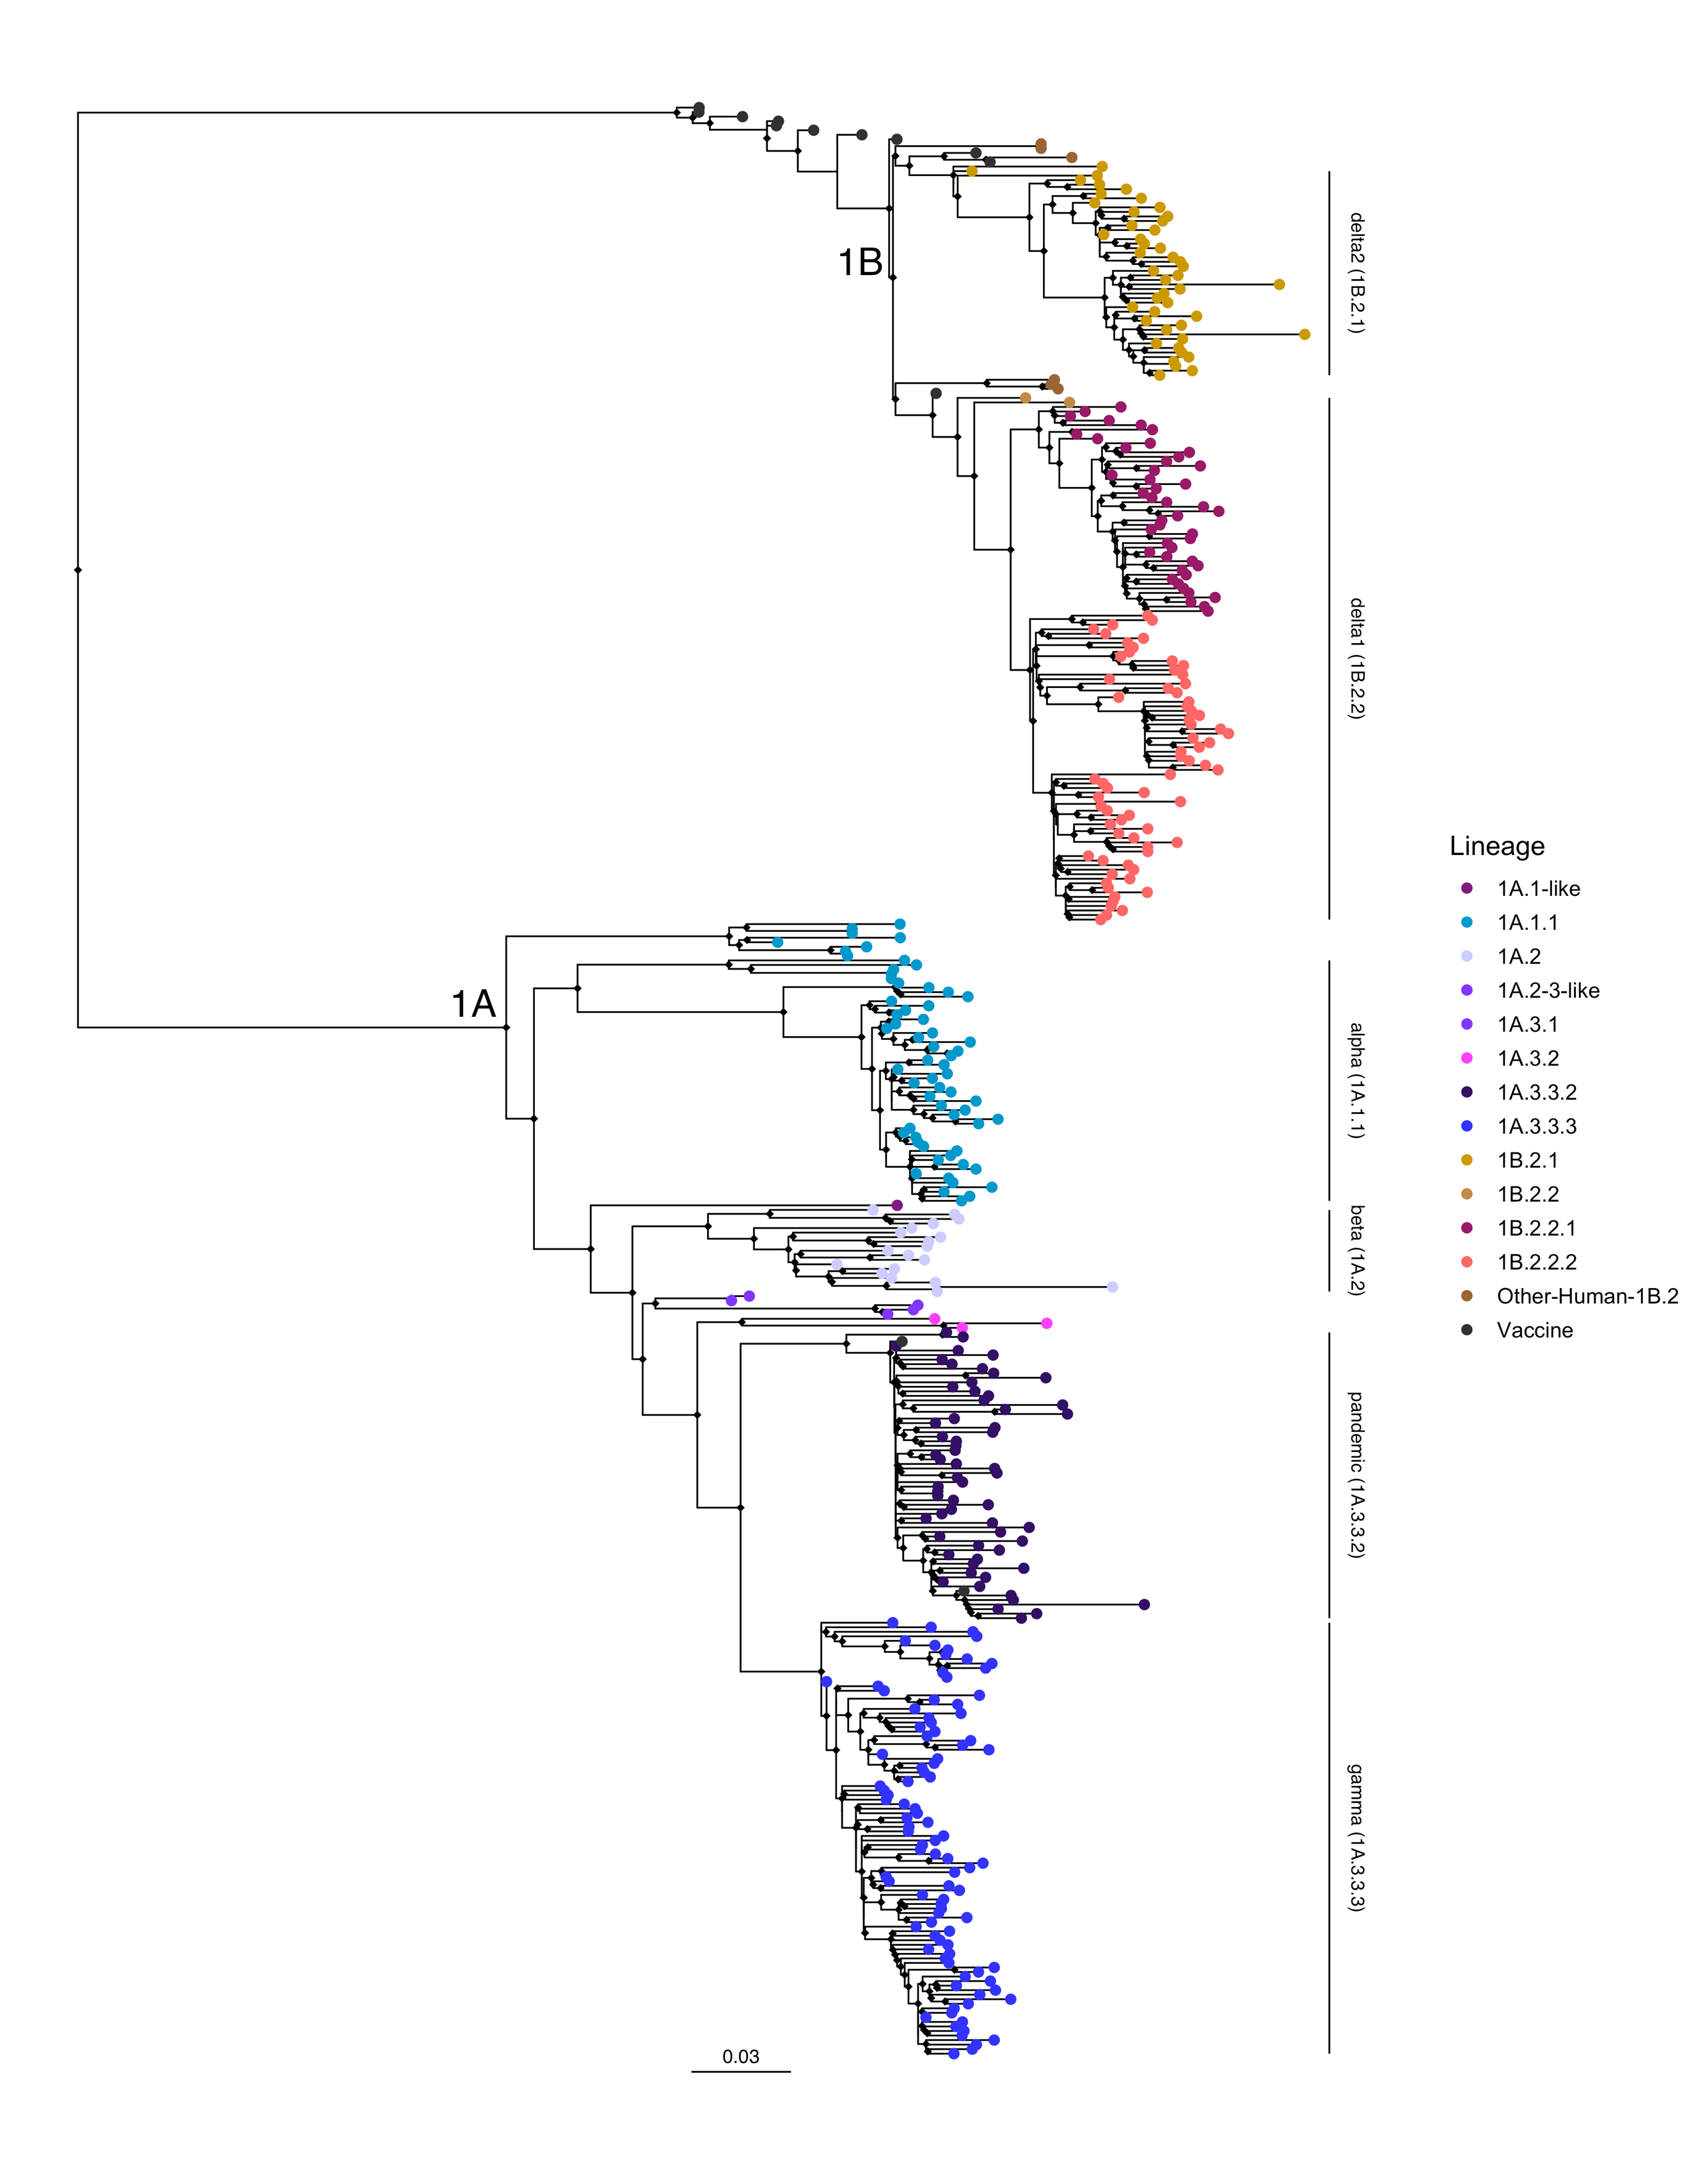 1B
delta2 (1B.2.1)
delta1 (1B.2.2)
1A
alpha (1A.1.1)
beta (1A.2)
pandemic (1A.3.3.2)
gamma (1A.3.3.3)
0.03
Lineage
1A.1-like
1A.1.1
1A.2
1A.2-3-like
1A.3.1
1A.3.2
1A.3.3.2
1A.3.3.3
1B.2.1
1B.2.2
1B.2.2.1
1B.2.2.2
Other-Human-1B.2
Vaccine